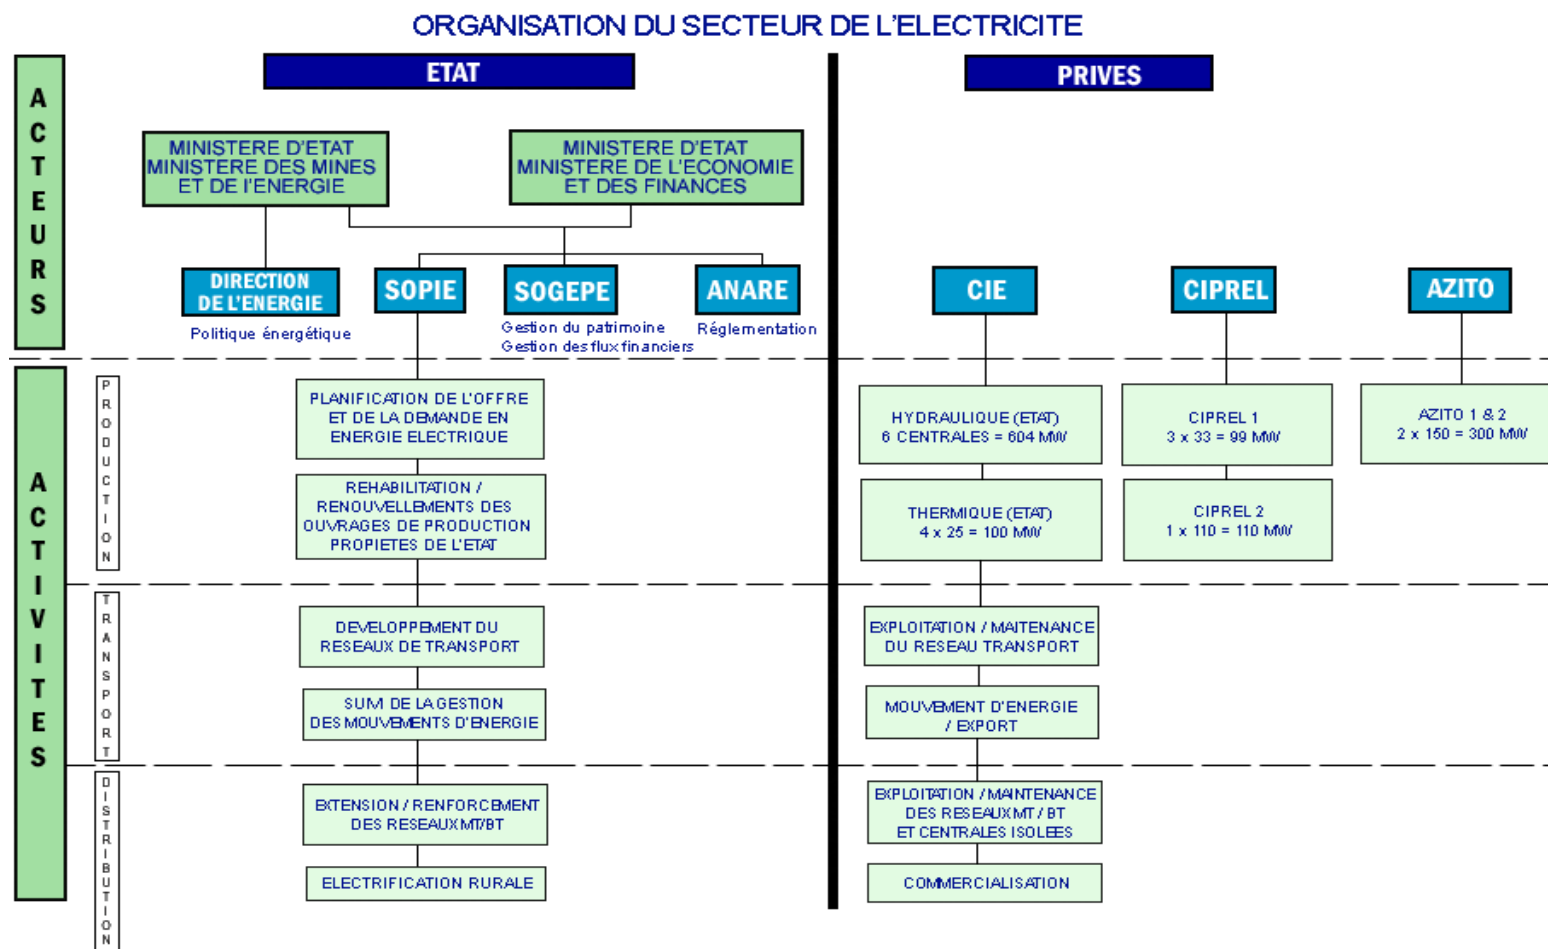 ORGANISATION DU SECTEUR DE L'ELECTRICITE
ACTEURS
ETAT
PRIVES
MINISTERE D'ETAT
MINISTERE DES MINES
ET DE l'ENERGIE
MINISTERE D'ETAT
MINISTERE DE L'ECONOMIE
ET DES FINANCES
DIRECTION
DE L'ENERGIE
SOPIE
SOGEPE
ANARE
CIE
CIPREL
AZITO
Politique énergétique
Gestion du patrimoine
Gestion des flux financiers
Réglementation
ACTIVITES
PRODUCTION
PLANIFICATION DE L'OFFRE
ET DE LA DEMANDE EN
ENERGIE ELECTRIQUE
HYDRAULIQUE (ETAT)
6 CENTRALES = 604 MW
CIPREL 1
3 x 33 = 99 MW
AZITO 1 & 2
2 x 150 = 300 MW
REHABILITATION /
RENOUVELLEMENTS DES
OUVRAGES DE PRODUCTION
PROPIETES DE L'ETAT
THERMIQUE (ETAT)
4 x 25 = 100 MW
CIPREL 2
1 x 110 = 110 MW
TRANSPORT
DEVELOPPEMENT DU
RESEAUX DE TRANSPORT
EXPLOITATION / MAITENANCE
DU RESEAU TRANSPORT
SUIVI DE LA GESTION
DES MOUVEMENTS D'ENERGIE
MOUVEMENT D'ENERGIE
/ EXPORT
DISTRIBUTION
EXTENSION / RENFORCEMENT
DES RESEAUX MT/BT
EXPLOITATION / MAINTENANCE
DES RESEAUX MT / BT
ET CENTRALES ISOLEES
ELECTRIFICATION RURALE
COMMERCIALISATION